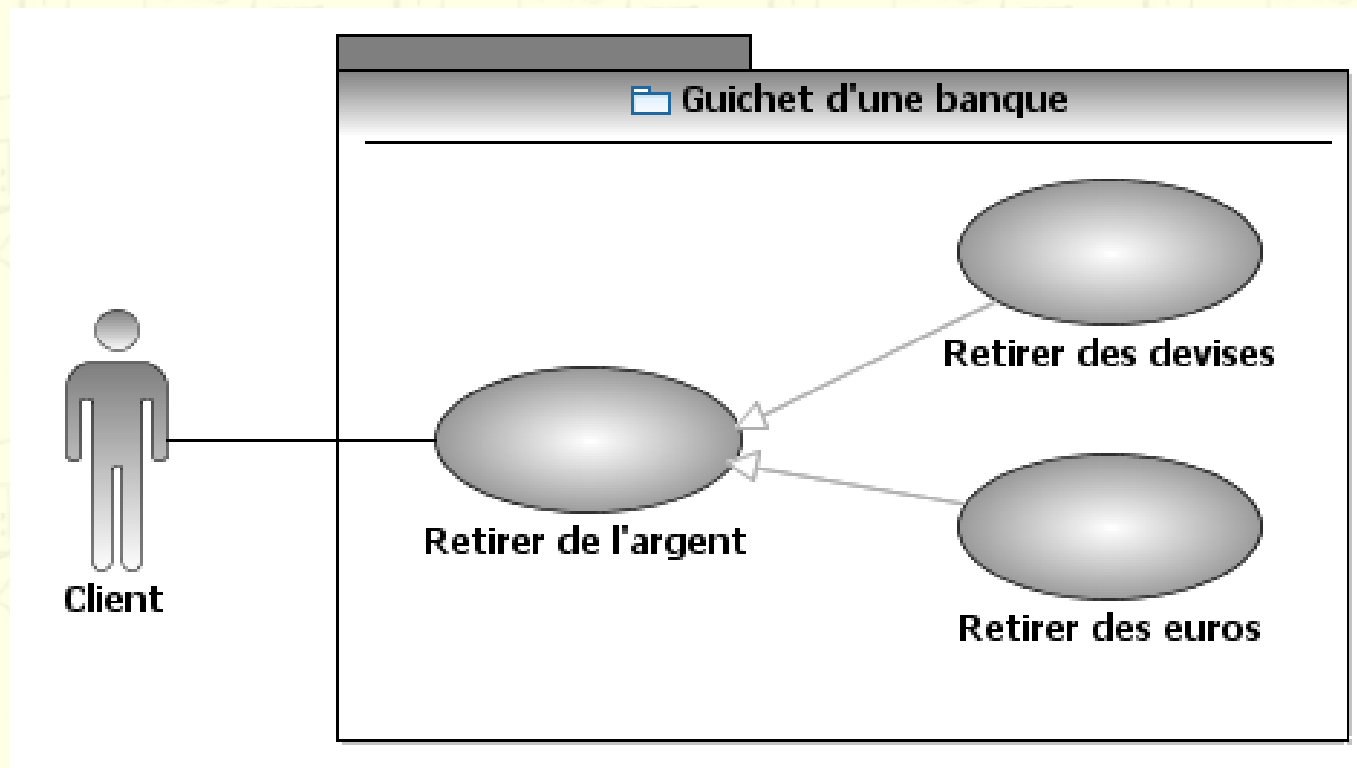 Guichet d'une banque
Retirer des devises
Retirer de l'argent
Client
Retirer des euros